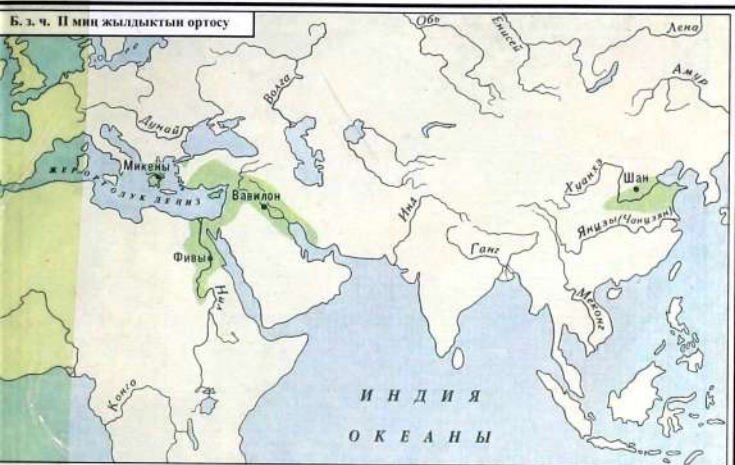 Б. з. ч. II миң жылдыктын ортосу
Обь
Енисей
Лена
Амур
Волга
Дунай
Микены
ЖЕР ОРТОЛУК ДЕҢИЗ
Вавилон
Фивы
Нил
Конго
Инд
Ганг
Хуанхэ
Шан
Янцзы (Чанцзян)
Меконг
ИНДИЯ
ОКЕАНЫ